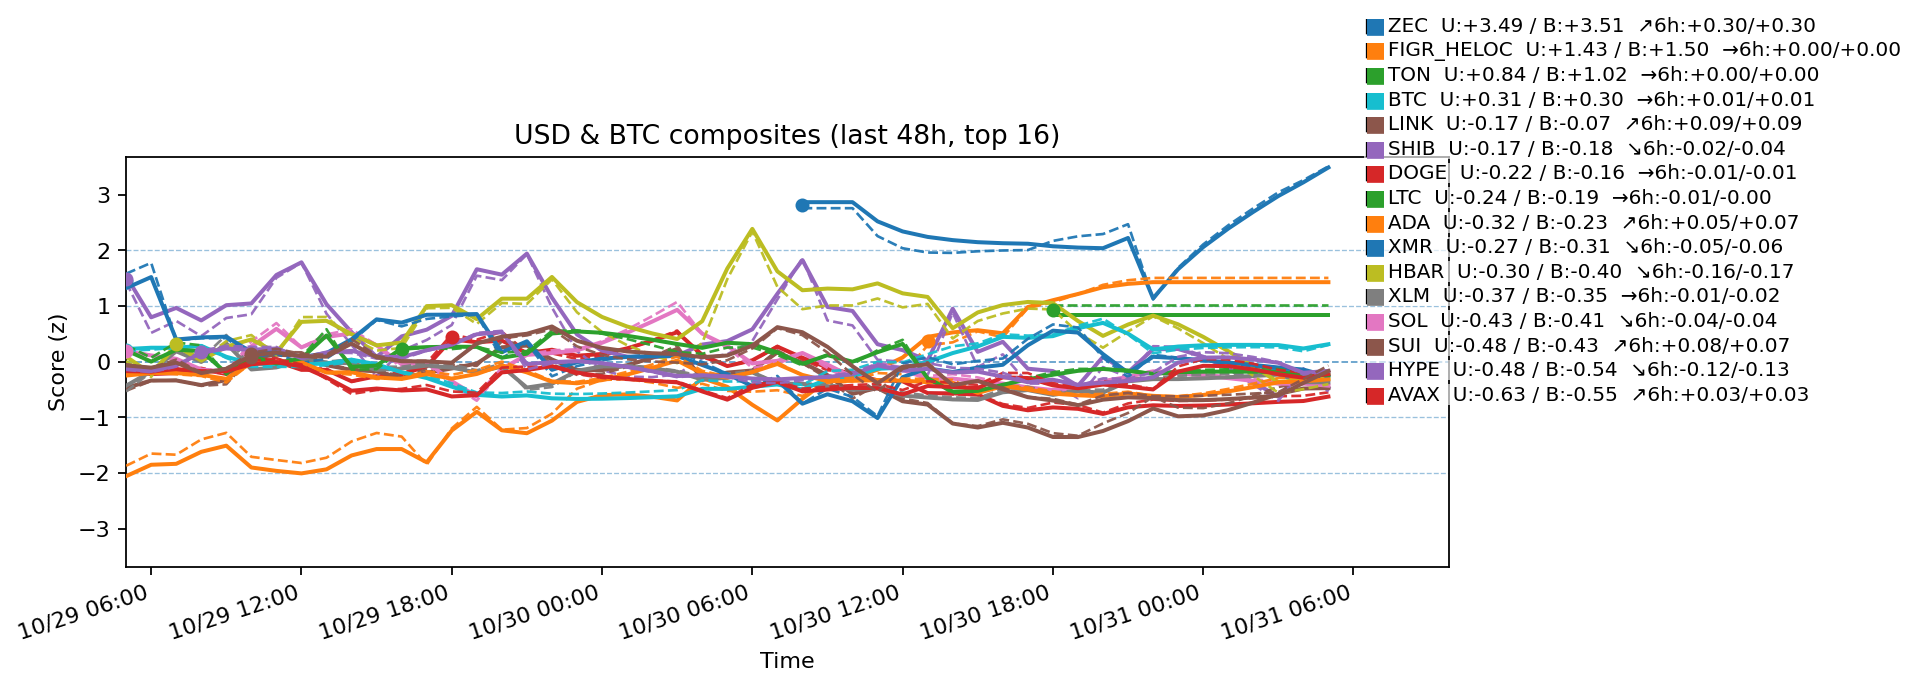 ZEC  U:+3.49 / B:+3.51  ↗6h:+0.30/+0.30
FIGR_HELOC  U:+1.43 / B:+1.50  →6h:+0.00/+0.00
TON  U:+0.84 / B:+1.02  →6h:+0.00/+0.00
BTC  U:+0.31 / B:+0.30  →6h:+0.01/+0.01
LINK  U:-0.17 / B:-0.07  ↗6h:+0.09/+0.09
SHIB  U:-0.17 / B:-0.18  ↘6h:-0.02/-0.04
DOGE  U:-0.22 / B:-0.16  →6h:-0.01/-0.01
LTC  U:-0.24 / B:-0.19  →6h:-0.01/-0.00
ADA  U:-0.32 / B:-0.23  ↗6h:+0.05/+0.07
XMR  U:-0.27 / B:-0.31  ↘6h:-0.05/-0.06
HBAR  U:-0.30 / B:-0.40  ↘6h:-0.16/-0.17
XLM  U:-0.37 / B:-0.35  →6h:-0.01/-0.02
SOL  U:-0.43 / B:-0.41  ↘6h:-0.04/-0.04
SUI  U:-0.48 / B:-0.43  ↗6h:+0.08/+0.07
HYPE  U:-0.48 / B:-0.54  ↘6h:-0.12/-0.13
AVAX  U:-0.63 / B:-0.55  ↗6h:+0.03/+0.03
USD & BTC composites (last 48h, top 16)
Score (z)
3
2
1
0
−1
−2
−3
10/29 06:00
10/29 12:00
10/29 18:00
10/30 00:00
10/30 06:00
10/30 12:00
10/30 18:00
10/31 00:00
10/31 06:00
Time